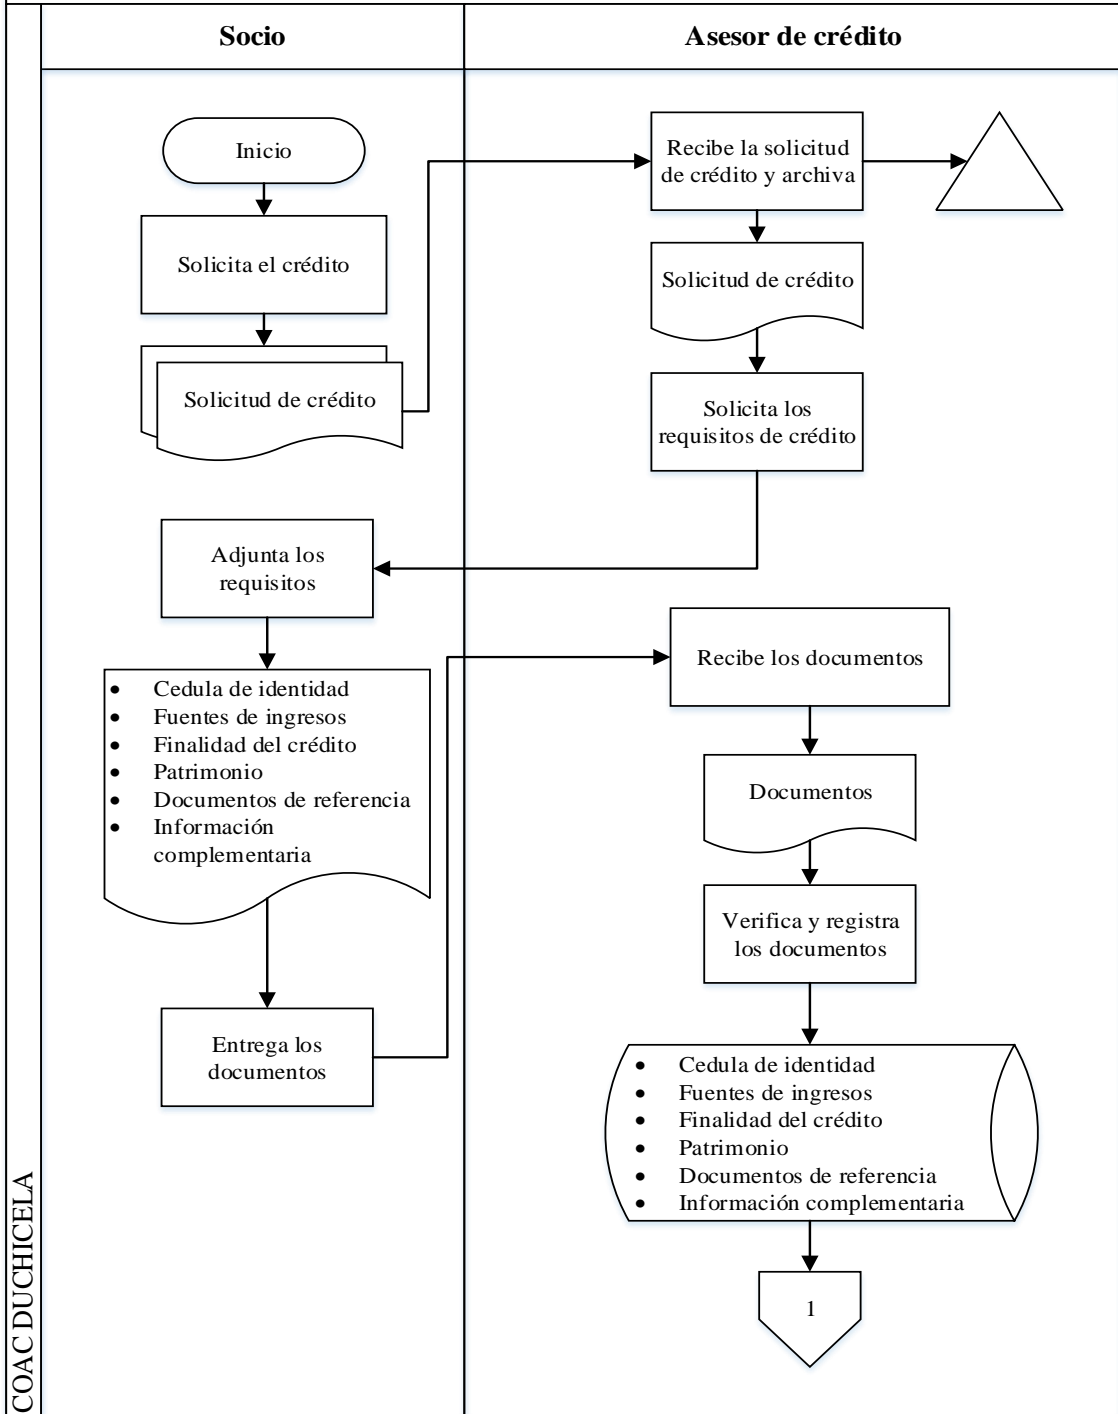 Socio
Asesor de crédito
Inicio
Solicita el crédito
Solicitud de crédito
Recibe la solicitud
de crédito y archiva
Solicitud de crédito
Solicita los
requisitos de crédito
Adjunta los
requisitos
• Cedula de identidad
• Fuentes de ingresos
• Finalidad del crédito
• Patrimonio
• Documentos de referencia
• Información
complementaria
Entrega los
documentos
Recibe los documentos
Documentos
Verifica y registra
los documentos
• Cedula de identidad
• Fuentes de ingresos
• Finalidad del crédito
• Patrimonio
• Documentos de referencia
• Información complementaria
1
COAC DUCHICELA